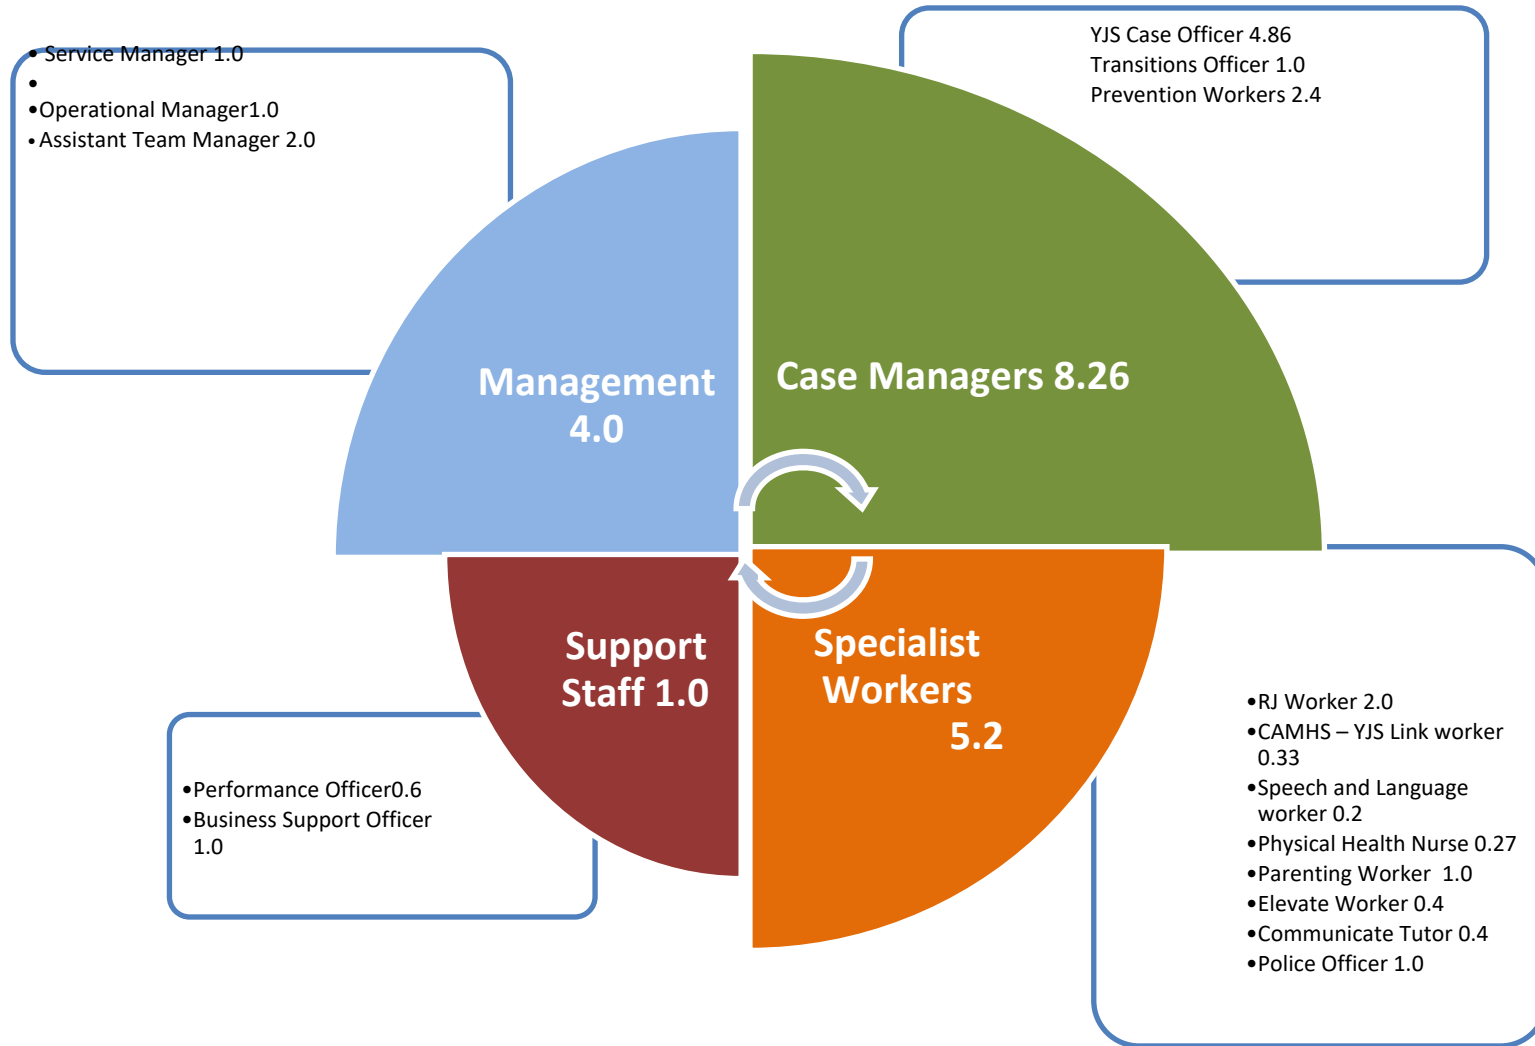 • Service Manager 1.0
•
•Operational Manager1.0
•Assistant Team Manager 2.0
YJS Case Officer 4.86
Transitions Officer 1.0
Prevention Workers 2.4
Management
4.0
Case Managers 8.26
Support
Staff 1.0
Specialist
Workers
5.2
•Performance Officer0.6
•Business Support Officer
1.0
•RJ Worker 2.0
•CAMHS – YJS Link worker
0.33
•Speech and Language
worker 0.2
•Physical Health Nurse 0.27
•Parenting Worker  1.0
•Elevate Worker 0.4
•Communicate Tutor 0.4
•Police Officer 1.0